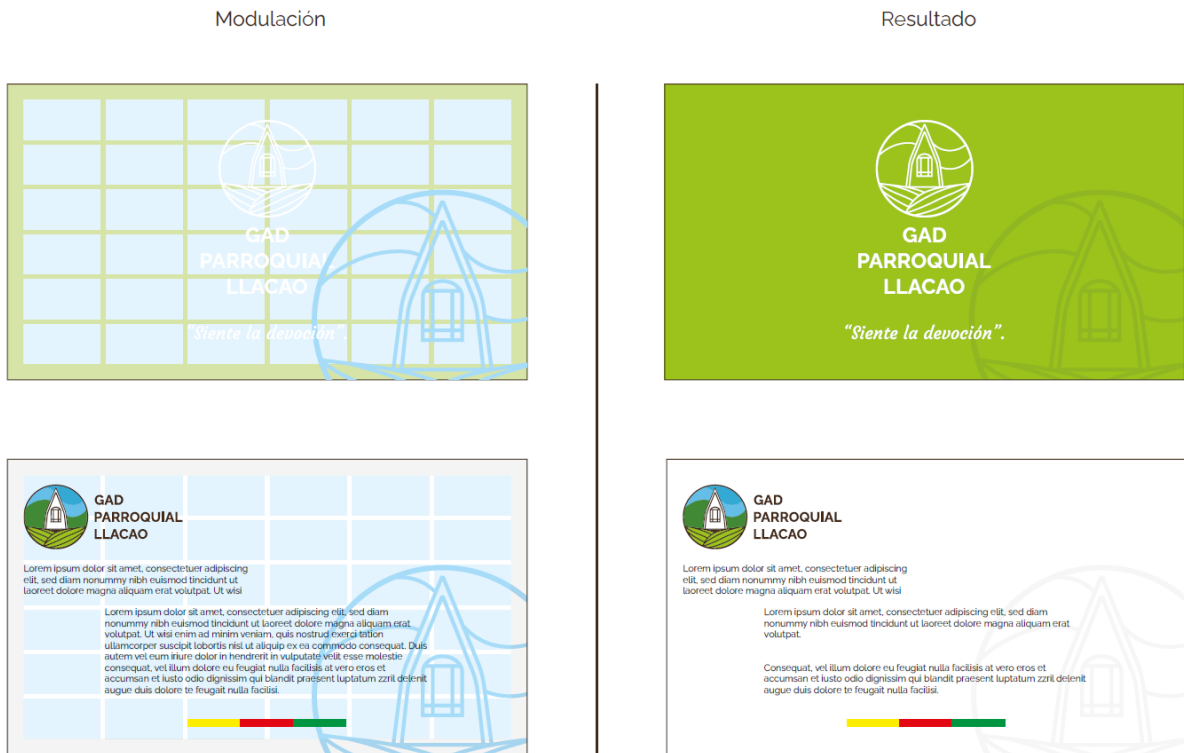 Modulación
Resultado
GAD
PARROQUIAL
LLACAO
“Siente la devoción”.
GAD
PARROQUIAL
LLACAO
“Siente la devoción”.
GAD
PARROQUIAL
LLACAO
Lorem ipsum dolor sit amet, consectetuer adipiscing
elit, sed diam nonummy nibh euismod tincidunt ut
laoreet dolore magna aliquam erat volutpat. Ut wisi
Lorem ipsum dolor sit amet, consectetuer adipiscing elit, sed diam
nonummy nibh euismod tincidunt ut laoreet dolore magna aliquam erat
volutpat. Ut wisi enim ad minim veniam, quis nostrud exerci tation
ullamcorper suscipit lobortis nisl ut aliquip ex ea commodo consequat. Duis
autem vel eum iriure dolor in hendrerit in vulputate velit esse molestie
consequat, vel illum dolore eu feugiat nulla facilisis at vero eros et
accumsan et iusto odio dignissim qui blandit praesent luptatum zzril delenit
augue duis dolore te feugait nulla facilisi.
GAD
PARROQUIAL
LLACAO
Lorem ipsum dolor sit amet, consectetuer adipiscing
elit, sed diam nonummy nibh euismod tincidunt ut
laoreet dolore magna aliquam erat volutpat. Ut wisi
Lorem ipsum dolor sit amet, consectetuer adipiscing elit, sed diam
nonummy nibh euismod tincidunt ut laoreet dolore magna aliquam erat
volutpat.
Consequat, vel illum dolore eu feugiat nulla facilisis at vero eros et
accumsan et iusto odio dignissim qui blandit praesent luptatum zzril delenit
augue duis dolore te feugait nulla facilisi.